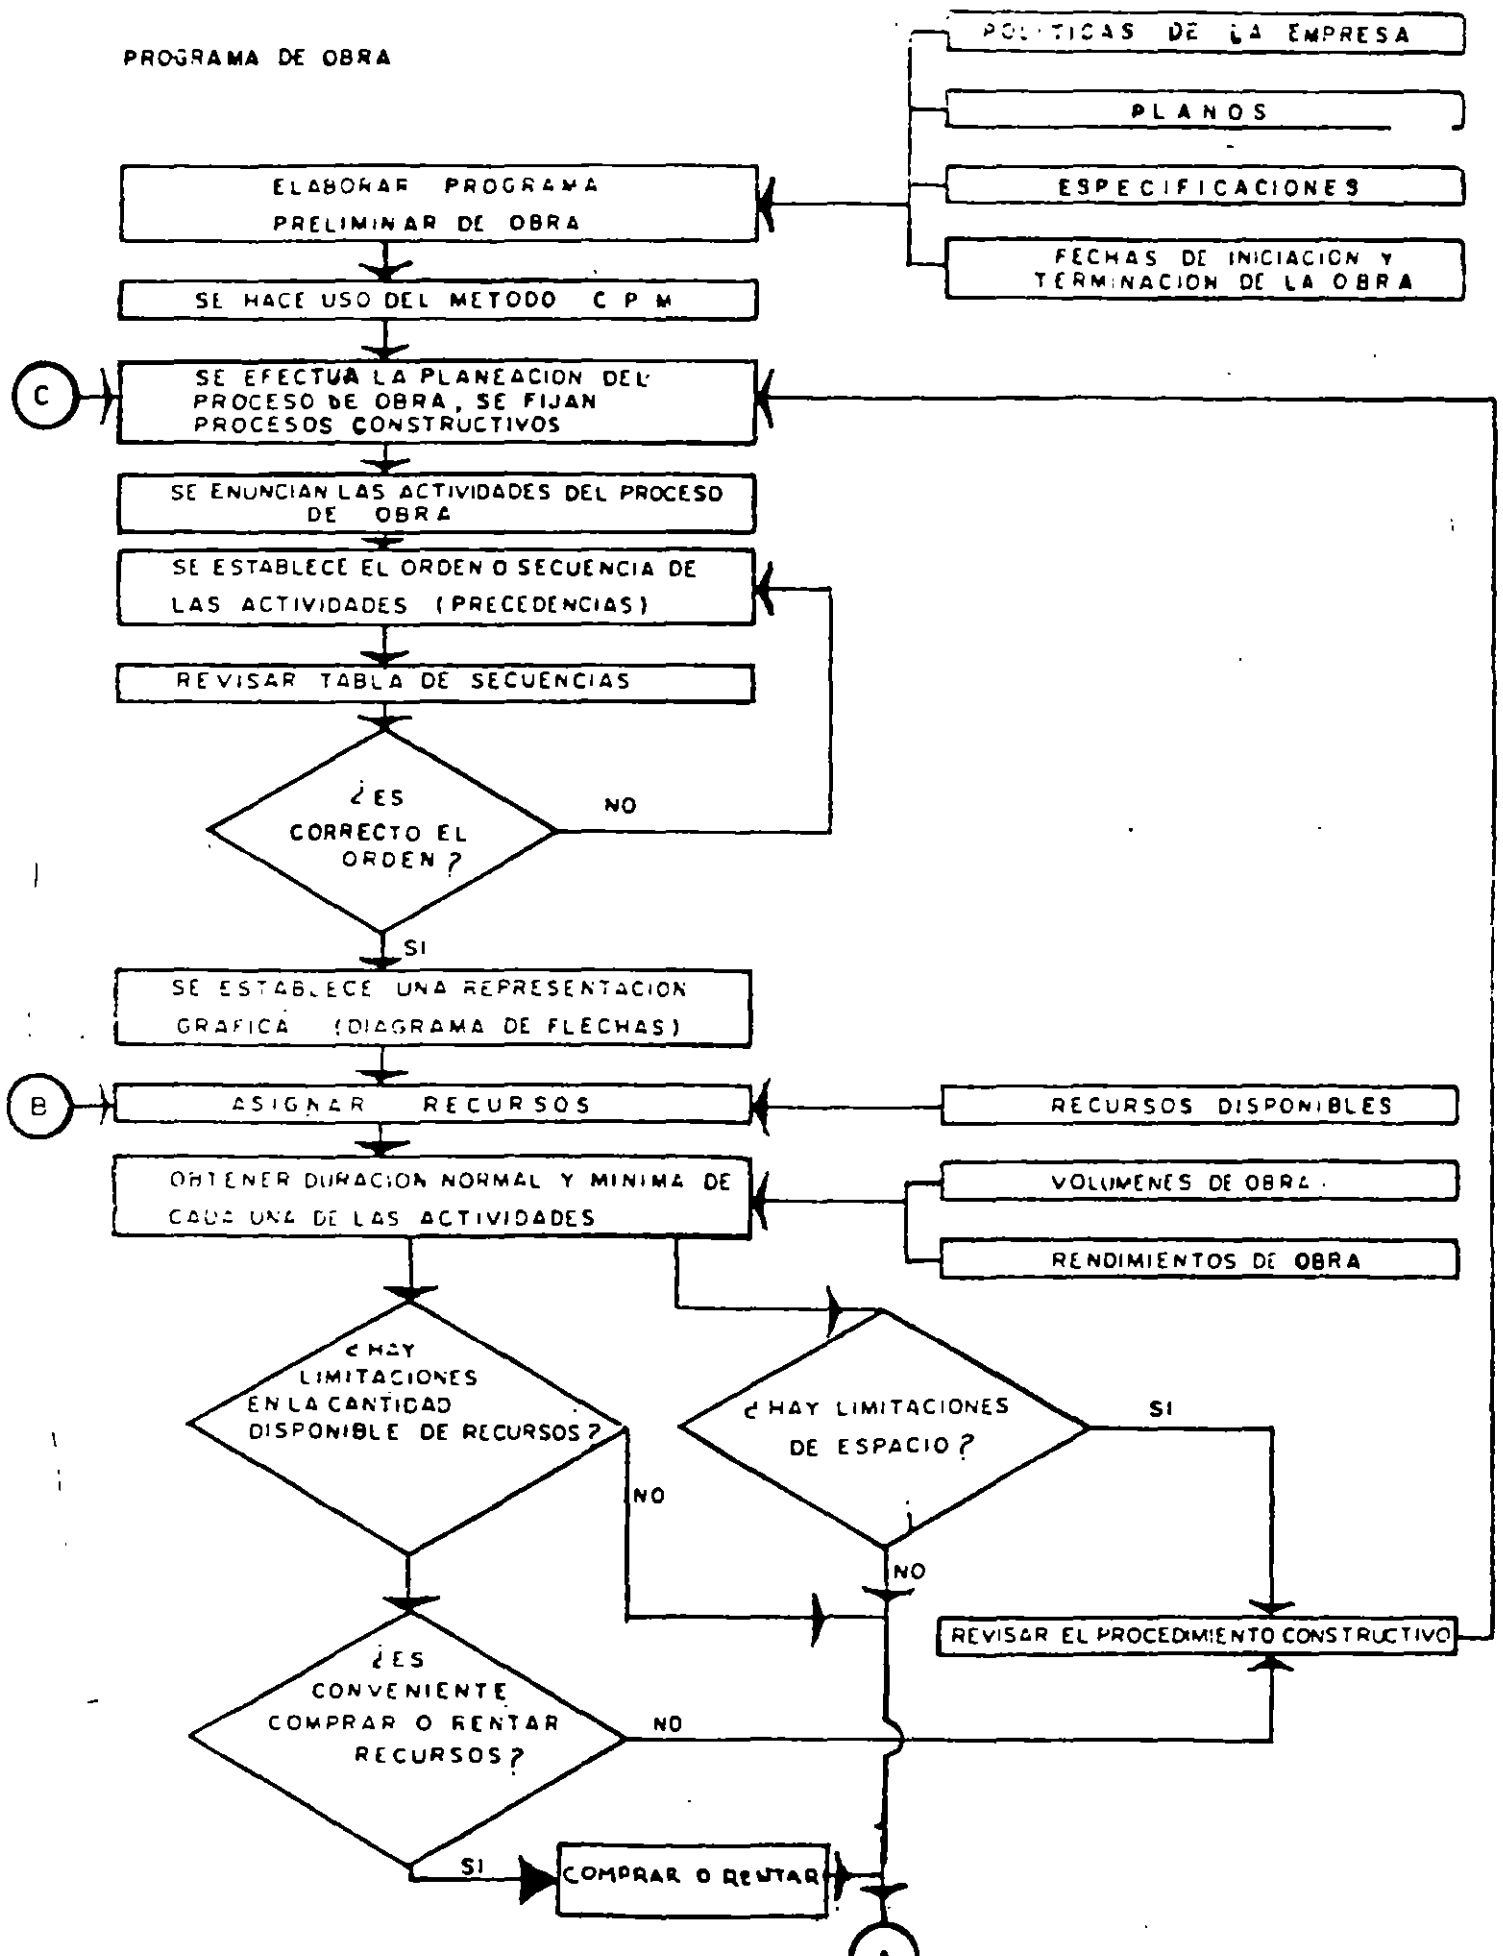 PROGRAMA DE OBRA
POLITICAS DE LA EMPRESA
PLANOS
ESPECIFICACIONES
FECHAS DE INICIACION Y
TERMINACION DE LA OBRA
ELABORAR PROGRAMA
PRELIMINAR DE OBRA
SE HACE USO DEL METODO C P M
C
SE EFECTUA LA PLANEACION DEL
PROCESO DE OBRA, SE FIJAN
PROCESOS CONSTRUCTIVOS
SE ENUNCIAN LAS ACTIVIDADES DEL PROCESO
DE OBRA
SE ESTABLECE EL ORDEN O SECUENCIA DE
LAS ACTIVIDADES (PRECEDENCIAS)
REVISAR TABLA DE SECUENCIAS
¿ES
CORRECTO EL
ORDEN?
NO
SI
SE ESTABLECE UNA REPRESENTACION
GRAFICA (DIAGRAMA DE FLECHAS)
B
ASIGNAR RECURSOS
RECURSOS DISPONIBLES
OBTENER DURACION NORMAL Y MINIMA DE
CADA UNA DE LAS ACTIVIDADES
VOLUMENES DE OBRA
RENDIMIENTOS DE OBRA
¿HAY
LIMITACIONES
EN LA CANTIDAD
DISPONIBLE DE RECURSOS?
NO
¿HAY LIMITACIONES
DE ESPACIO?
SI
NO
REVISAR EL PROCEDIMIENTO CONSTRUCTIVO
¿ES
CONVENIENTE
COMPRAR O RENTAR
RECURSOS?
NO
SI
COMPRAR O RENTAR